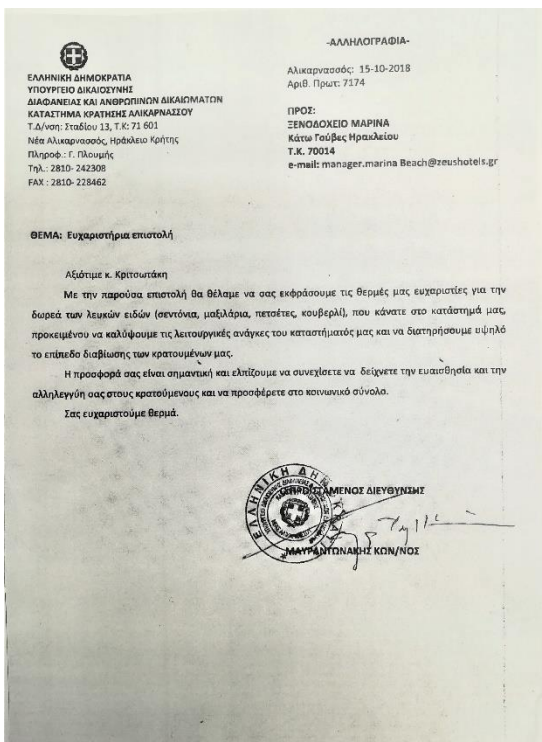 ΕΛΛΗΝΙΚΗ ΔΗΜΟΚΡΑΤΙΑ
ΥΠΟΥΡΓΕΙΟ ΔΙΚΑΙΟΣΥΝΗΣ
ΔΙΑΦΑΝΕΙΑΣ ΚΑΙ ΑΝΘΡΩΠΙΝΩΝ ΔΙΚΑΙΩΜΑΤΩΝ
ΚΑΤΑΣΤΗΜΑ ΚΡΑΤΗΣΗΣ ΑΛΙΚΑΡΝΑΣΣΟΥ
Τ.Δ/νση: Σταδίου 13, Τ.Κ: 71 601
Νέα Αλικαρνασσός, Ηράκλειο Κρήτης
Πληροφ.: Γ. Πλουμής
Τηλ.: 2810- 242308
FAX : 2810- 228462
-ΑΛΛΗΛΟΓΡΑΦΙΑ-
Αλικαρνασσός: 15-10-2018
Αριθ. Πρωτ: 7174
ΠΡΟΣ:
ΞΕΝΟΔΟΧΕΙΟ ΜΑΡΙΝΑ
Κάτω Γούβες Ηρακλείου
Τ.Κ. 70014
e-mail: manager.marina Beach@zeushotels.gr
ΘΕΜΑ: Ευχαριστήρια επιστολή
Αξιότιμε κ. Κριτσωτάκη
Με την παρούσα επιστολή θα θέλαμε να σας εκφράσουμε τις θερμές μας ευχαριστίες για την
δωρεά των λευκών ειδών (σεντόνια, μαξιλάρια, πετσέτες, κουβερλί), που κάνατε στο κατάστημά μας,
προκειμένου να καλύψουμε τις λειτουργικές ανάγκες του καταστήματός μας και να διατηρήσουμε υψηλό
το επίπεδο διαβίωσης των κρατουμένων μας.
Η προσφορά σας είναι σημαντική και ελπίζουμε να συνεχίσετε να δείχνετε την ευαισθησία και την
αλληλεγγύη σας στους κρατούμενους και να προσφέρετε στο κοινωνικό σύνολο.
Σας ευχαριστούμε θερμά.
ΔΙΕΥΘΥΝΣΗΣ
ΜΑΥΡΑΝΤΩΝΑΚΗΣ ΚΩΝ/ΝΟΣ